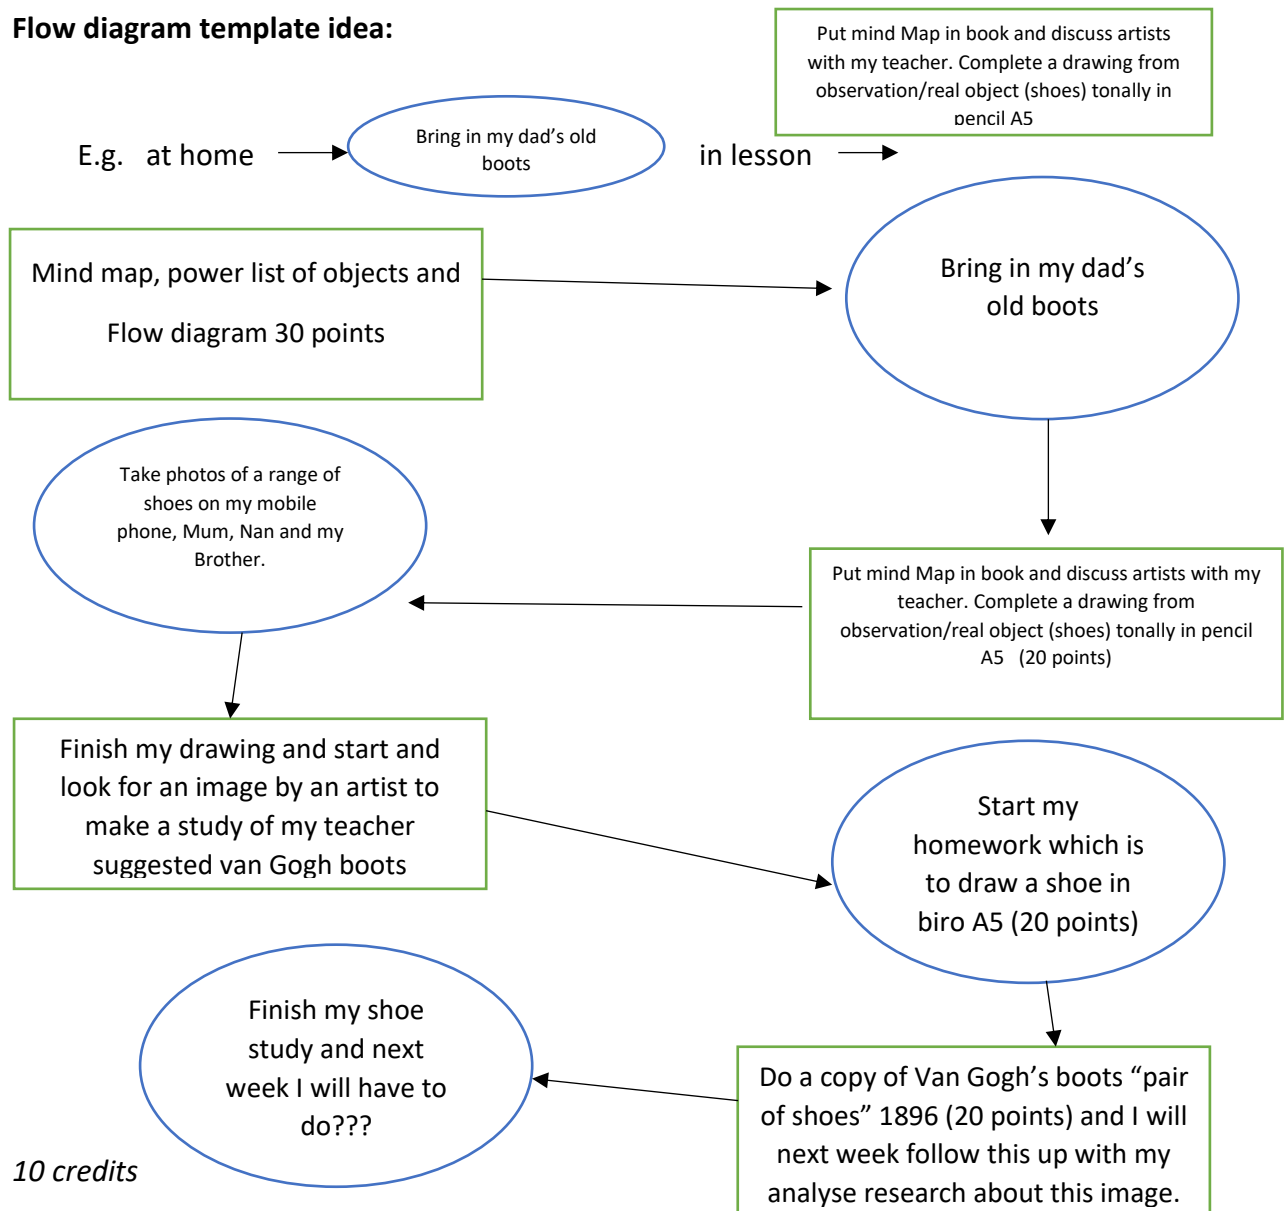 Flow diagram template idea:
Put mind Map in book and discuss artists
with my teacher. Complete a drawing from
observation/real object (shoes) tonally in
pencil A5
E.g.   at home
Bring in my dad's old
boots
in lesson
Mind map, power list of objects and
Flow diagram 30 points
Bring in my dad's
old boots
Take photos of a range of
shoes on my mobile
phone, Mum, Nan and my
Brother.
Put mind Map in book and discuss artists with my
teacher. Complete a drawing from
observation/real object (shoes) tonally in pencil
A5   (20 points)
Finish my drawing and start and
look for an image by an artist to
make a study of my teacher
suggested van Gogh boots
Start my
homework which is
to draw a shoe in
biro A5 (20 points)
Do a copy of Van Gogh's boots "pair
of shoes" 1896 (20 points) and I will
next week follow this up with my
analyse research about this image.
Finish my shoe
study and next
week I will have to
do???
10 credits